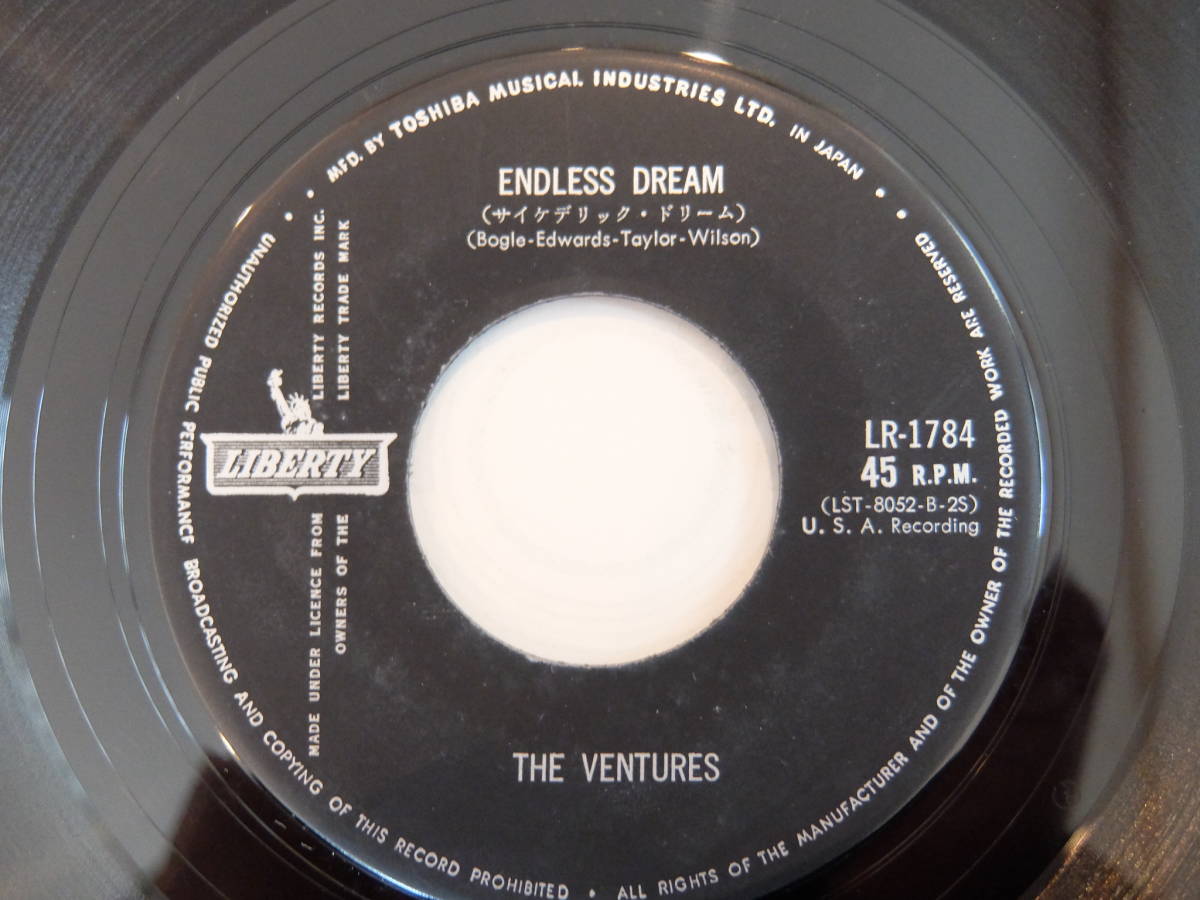 MFD. BY TOSHIBA MUSICAL INDUSTRIES LTD. IN JAPAN
ENDLESS DREAM
(サイケデリック・ドリーム)
(Bogle-Edwards-Taylor-Wilson)
LIBERTY RECORDS INC.
LIBERTY TRADE MARK
LIBERTY
MADE UNDER LICENCE FROM
OWNERS OF THE
LR-1784
45 R.P.M.
(LST-8052-B-2S)
U. S. A. Recording
THE VENTURES
UNAUTHORIZED PUBLIC PERFORMANCE BROADCASTING AND COPYING OF THIS RECORD PROHIBITED • ALL RIGHTS OF THE MANUFACTURER AND OF THE OWNER OF THE RECORDED WORK ARE RESERVED